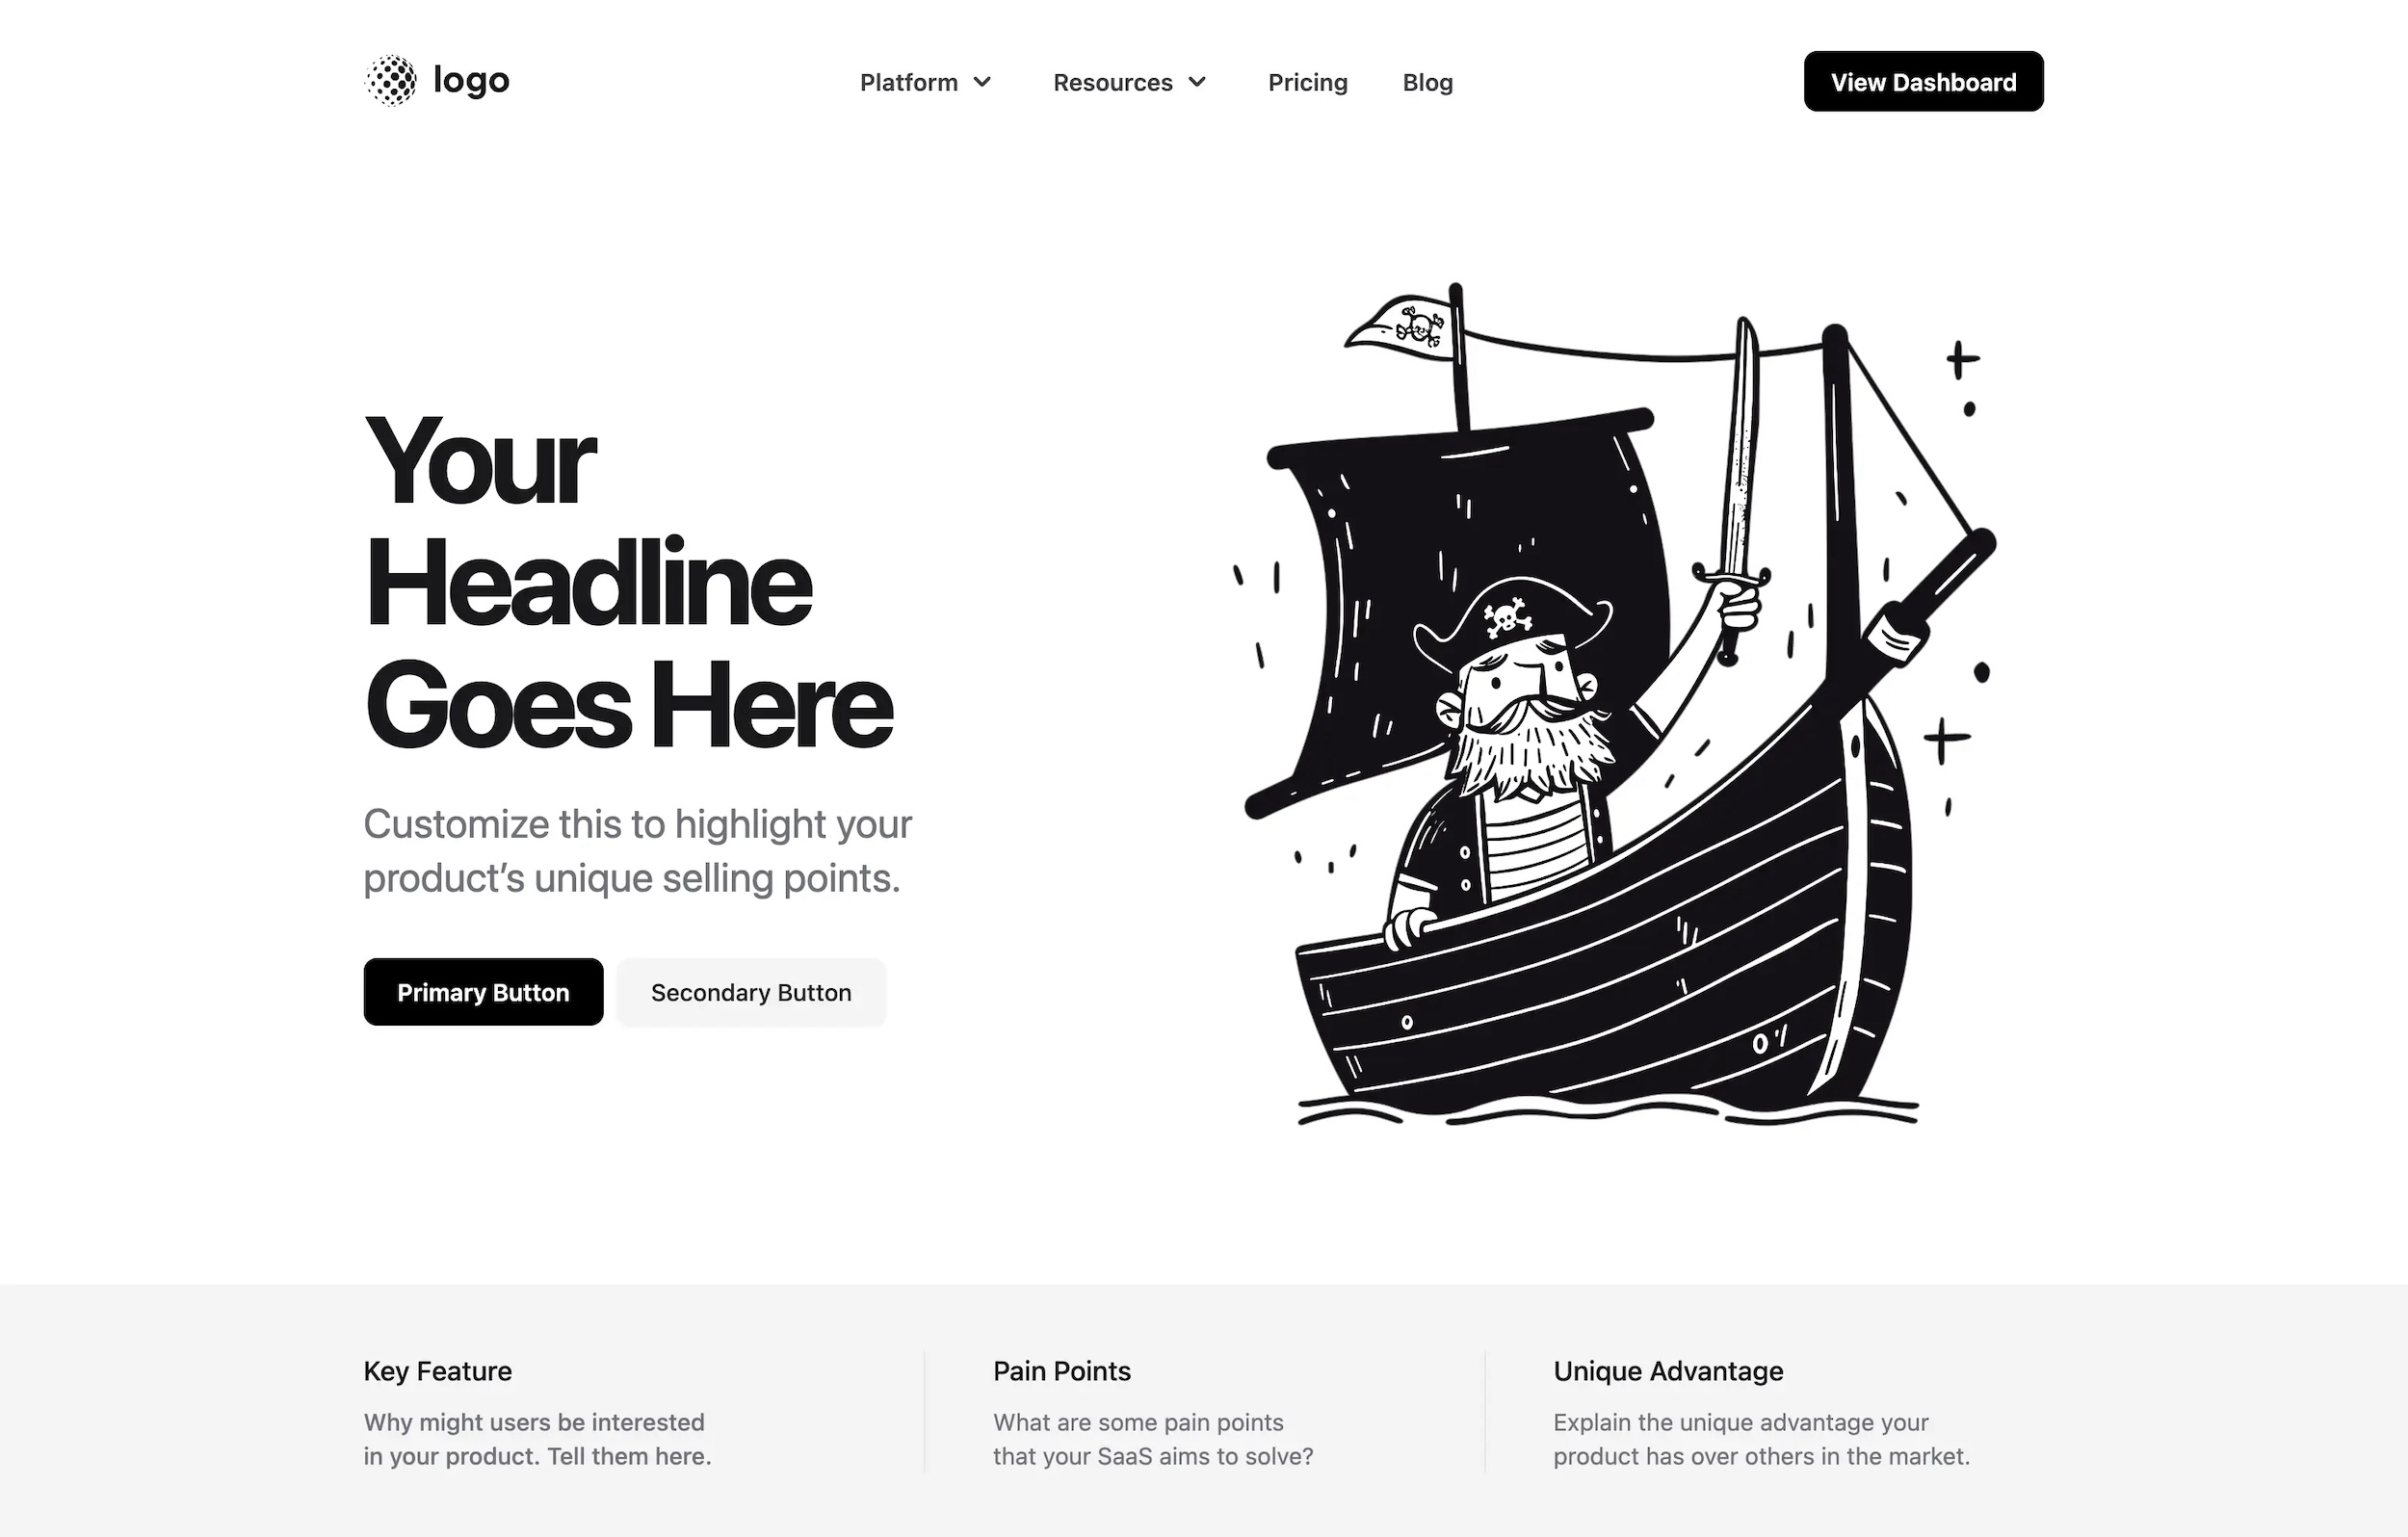 logo
Platform
Resources
Pricing
Blog
View Dashboard
Your
Headline
Goes Here
Customize this to highlight your
product’s unique selling points.
Primary Button
Secondary Button
Key Feature
Why might users be interested
in your product. Tell them here.
Pain Points
What are some pain points
that your SaaS aims to solve?
Unique Advantage
Explain the unique advantage your
product has over others in the market.